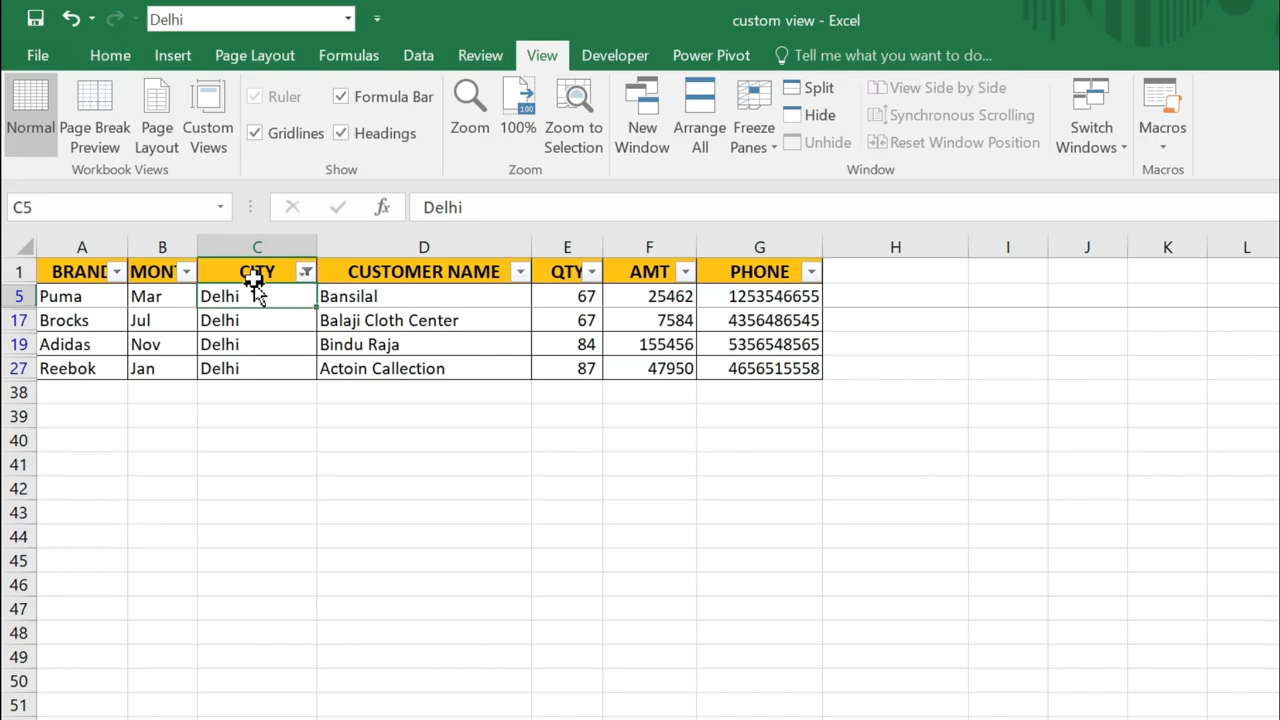 Delhi
custom view - Excel
File Home Insert Page Layout Formulas Data Review View Developer Power Pivot Tell me what you want to do...
Normal
Page Break Preview
Page Layout
Custom Views
Workbook Views
Ruler Formula Bar
Gridlines Headings
Show
Zoom
100%
100
Zoom to Selection
Zoom
New Window
Arrange All
Freeze Panes
Split
Hide
Unhide
View Side by Side
Synchronous Scrolling
Reset Window Position
Window
Switch Windows
Macros
Macros
C5 fx Delhi
A B C D E F G H I J K L
1 BRAND MONT CITY CUSTOMER NAME QTY AMT PHONE
5 Puma Mar Delhi Bansilal 67 25462 1253546655
17 Brocks Jul Delhi Balaji Cloth Center 67 7584 4356486545
19 Adidas Nov Delhi Bindu Raja 84 155456 5356548565
27 Reebok Jan Delhi Actoin Callection 87 47950 4656515558
38
39
40
41
42
43
44
45
46
47
48
49
50
51